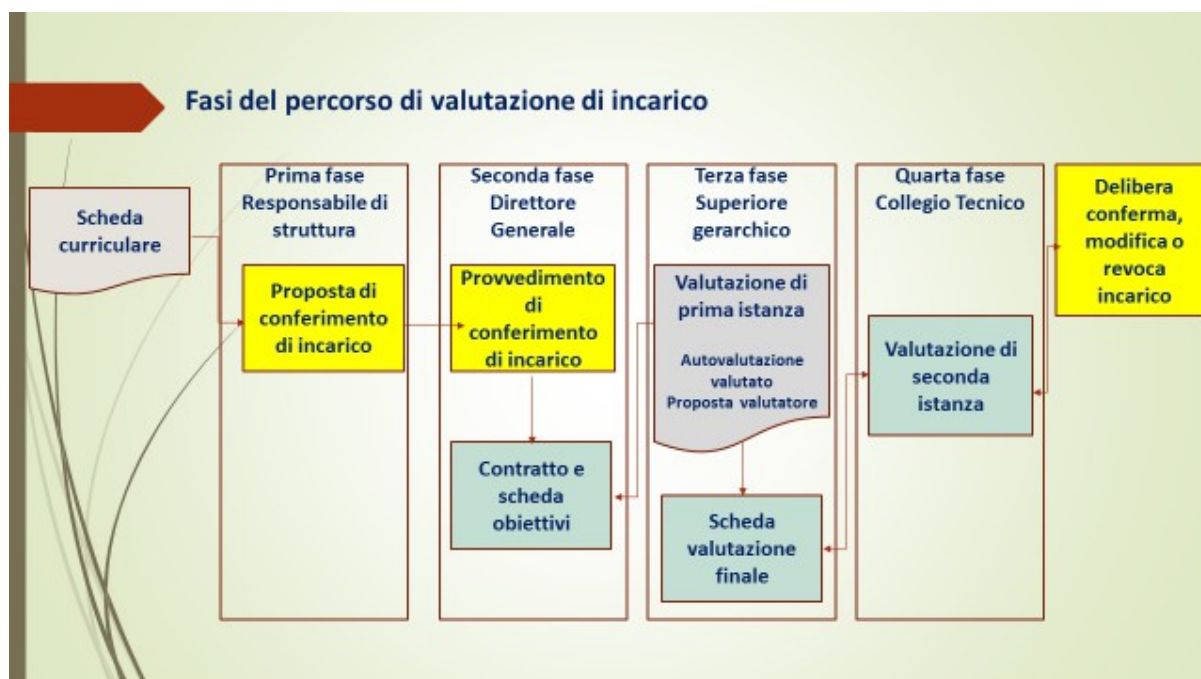 Fasi del percorso di valutazione di incarico
Scheda
curriculare
Prima fase
Responsabile di
struttura
Proposta di
conferimento
di incarico
Seconda fase
Direttore
Generale
Provvedimento
di
conferimento
di incarico
Contratto e
scheda
obiettivi
Terza fase
Superiore
gerarchico
Valutazione di
prima istanza
Autovalutazione
valutato
Proposta valutatore
Scheda
valutazione
finale
Quarta fase
Collegio Tecnico
Valutazione di
seconda
istanza
Delibera
conferma,
modifica o
revoca
incarico